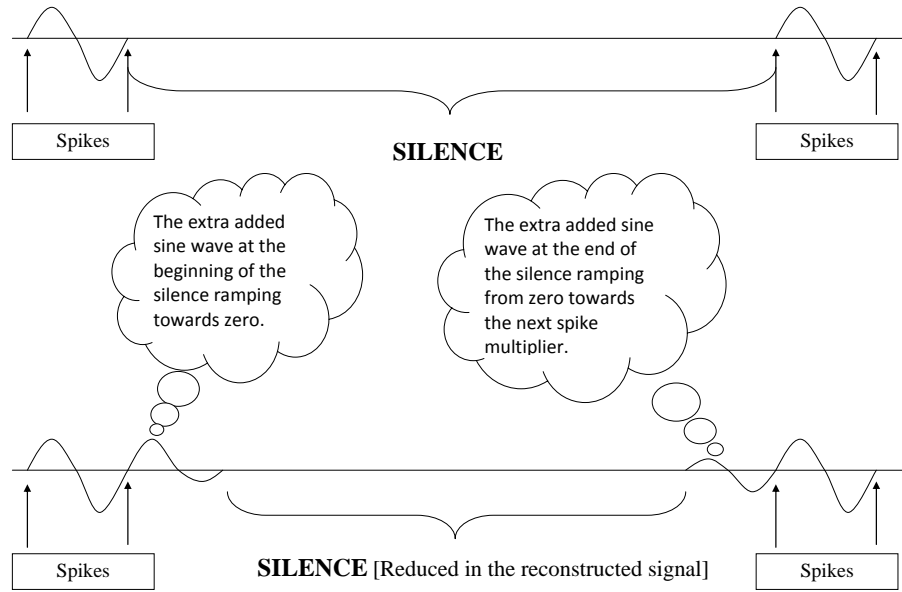 Spikes
Spikes
SILENCE
The extra added
sine wave at the
beginning of the
silence ramping
towards zero.
The extra added sine
wave at the end of
the silence ramping
from zero towards
the next spike
multiplier.
Spikes
SILENCE [Reduced in the reconstructed signal]
Spikes